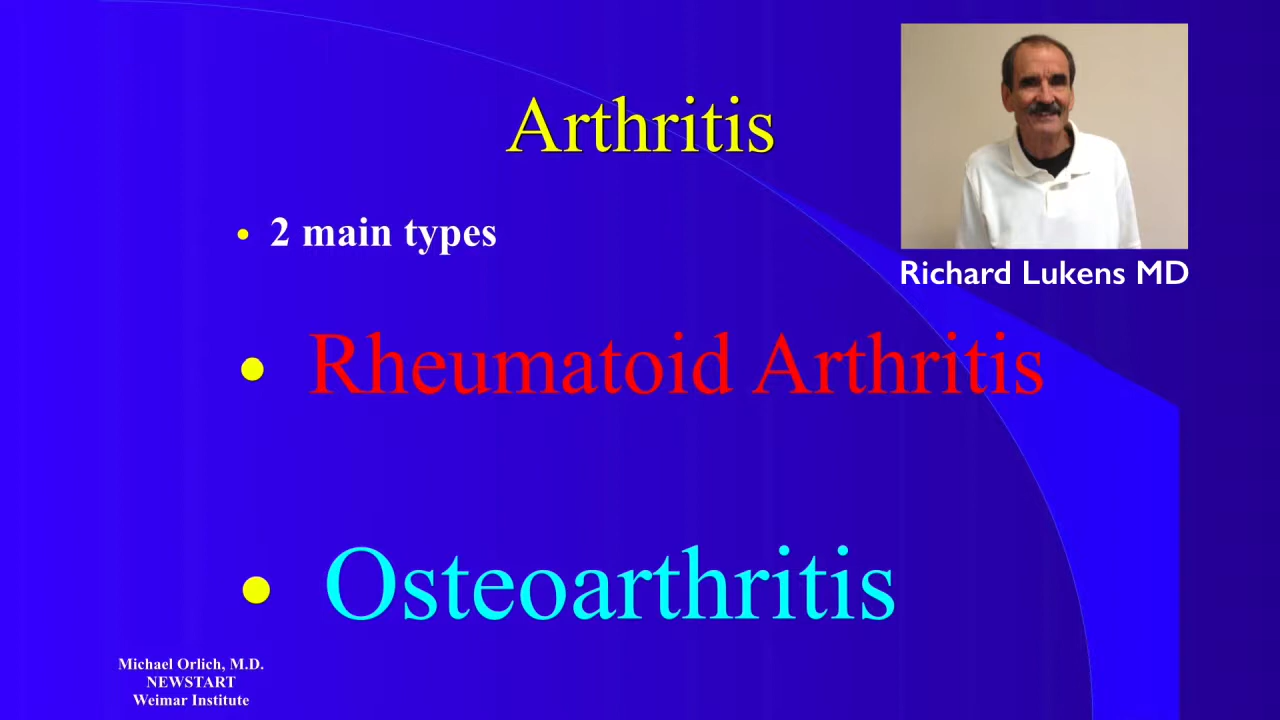 Arthritis
• 2 main types
Richard Lukens MD
• Rheumatoid Arthritis
• Osteoarthritis
Michael Orlich, M.D.
NEWSTART
Weimar Institute